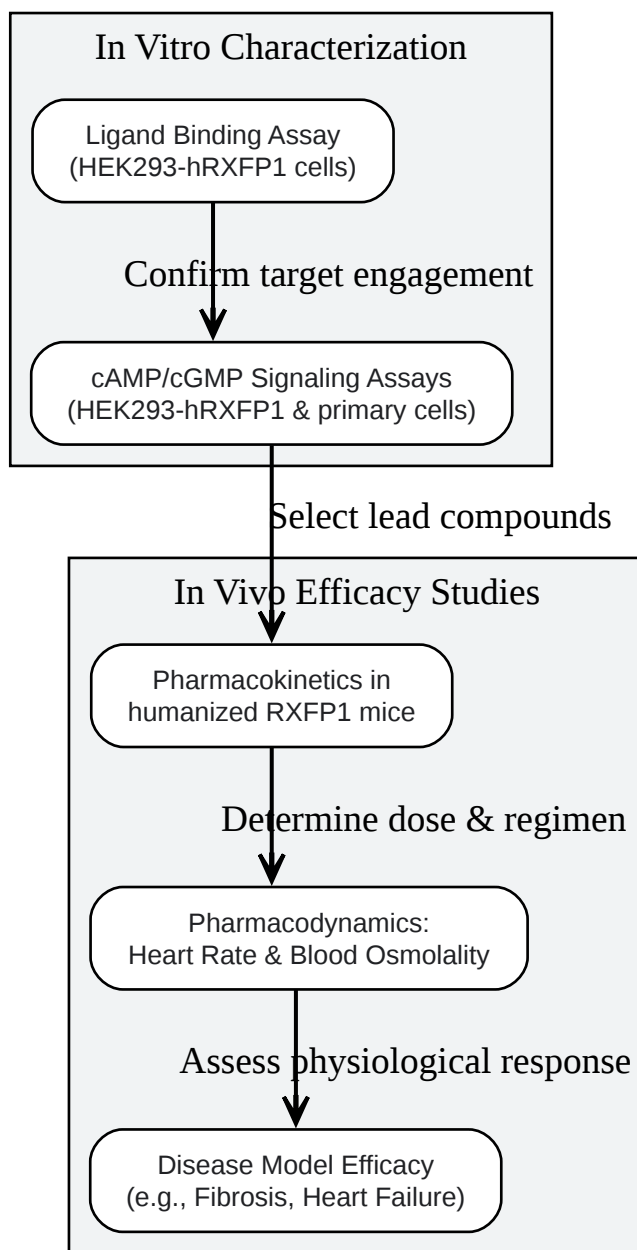 In Vitro Characterization
Ligand Binding Assay
(HEK293-hRXFP1 cells)
Confirm target engagement
cAMP/cGMP Signaling Assays
(HEK293-hRXFP1 & primary cells)
Select lead compounds
In Vivo Efficacy Studies
Pharmacokinetics in
humanized RXFP1 mice
Determine dose & regimen
Pharmacodynamics:
Heart Rate & Blood Osmolality
Assess physiological response
Disease Model Efficacy
(e.g., Fibrosis, Heart Failure)